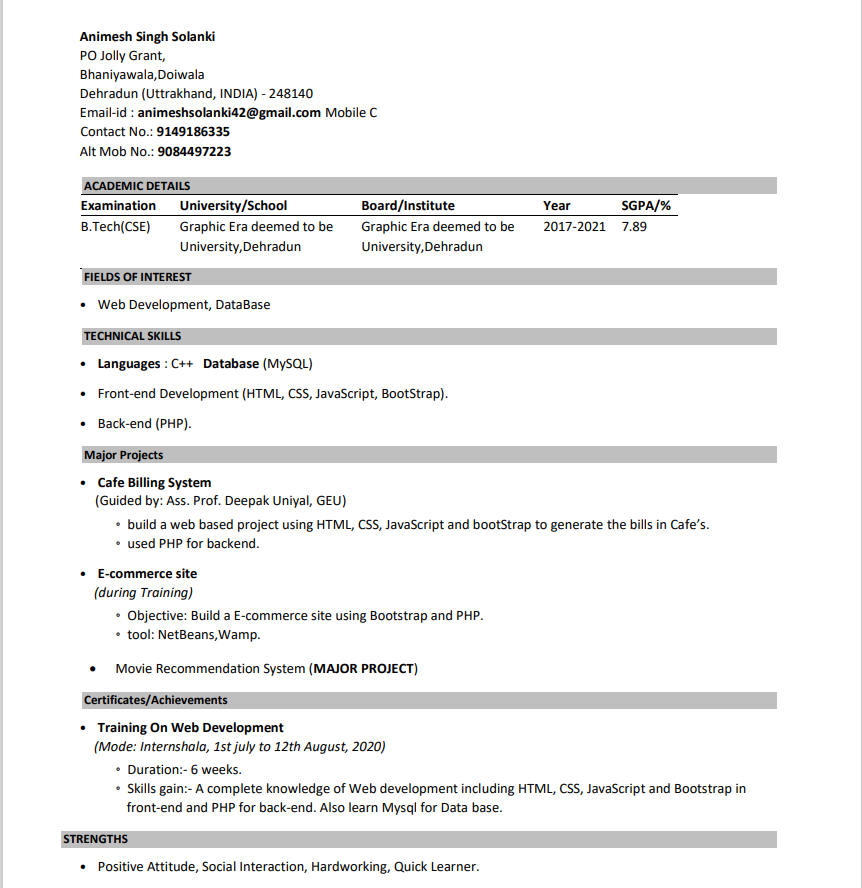 Animesh Singh Solanki
PO Jolly Grant,
Bhaniyawala,Doiwala
Dehradun (Uttrakhand, INDIA) - 248140
Email-id : animeshsolanki42@gmail.com Mobile C
Contact No.: 9149186335
Alt Mob No.: 9084497223
ACADEMIC DETAILS
Examination University/School Board/Institute Year SGPA/%
B.Tech(CSE) Graphic Era deemed to be Graphic Era deemed to be 2017-2021 7.89
University,Dehradun University,Dehradun
FIELDS OF INTEREST
• Web Development, DataBase
TECHNICAL SKILLS
• Languages : C++ Database (MySQL)
• Front-end Development (HTML, CSS, JavaScript, BootStrap).
• Back-end (PHP).
Major Projects
• Cafe Billing System
(Guided by: Ass. Prof. Deepak Uniyal, GEU)
∘ build a web based project using HTML, CSS, JavaScript and bootStrap to generate the bills in Cafe’s.
∘ used PHP for backend.
• E-commerce site
(during Training)
∘ Objective: Build a E-commerce site using Bootstrap and PHP.
∘ tool: NetBeans,Wamp.
• Movie Recommendation System (MAJOR PROJECT)
Certificates/Achievements
• Training On Web Development
(Mode: Internshala, 1st july to 12th August, 2020)
∘ Duration:- 6 weeks.
∘ Skills gain:- A complete knowledge of Web development including HTML, CSS, JavaScript and Bootstrap in
front-end and PHP for back-end. Also learn Mysql for Data base.
STRENGTHS
• Positive Attitude, Social Interaction, Hardworking, Quick Learner.